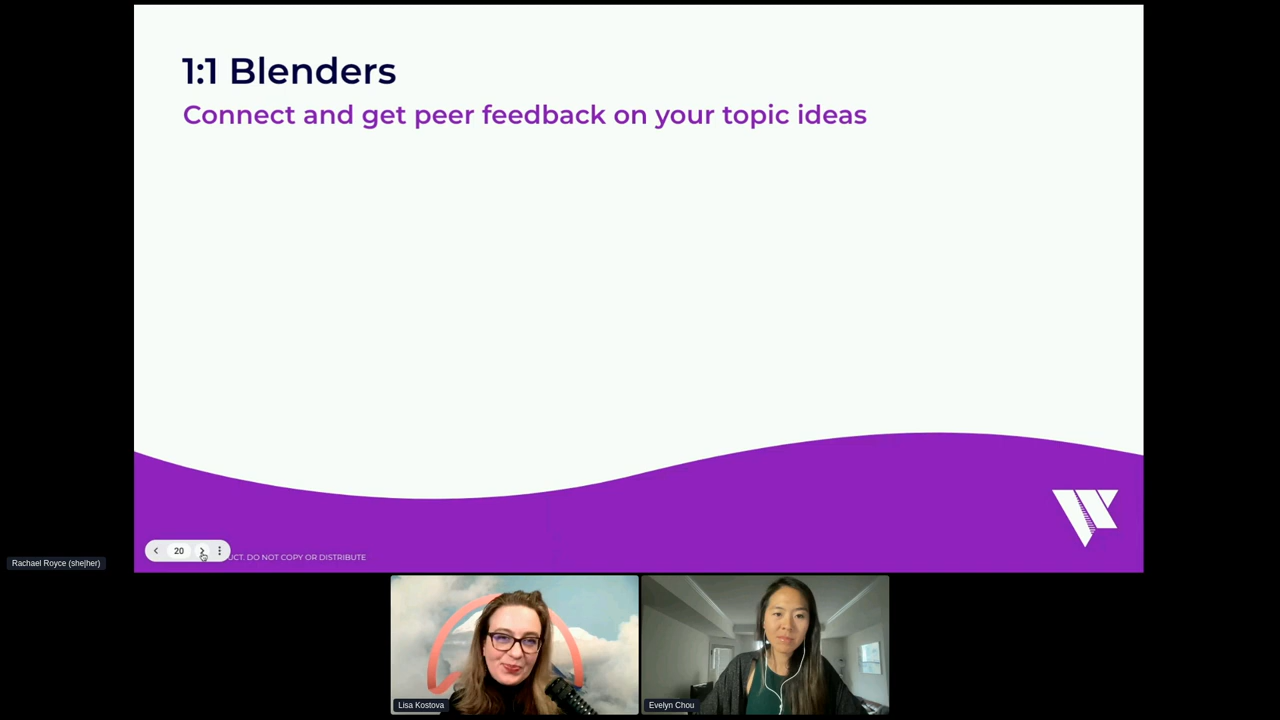 1:1 Blenders
Connect and get peer feedback on your topic ideas
20
DO NOT COPY OR DISTRIBUTE
Rachael Royce (she|her)
Lisa Kostova
Evelyn Chou